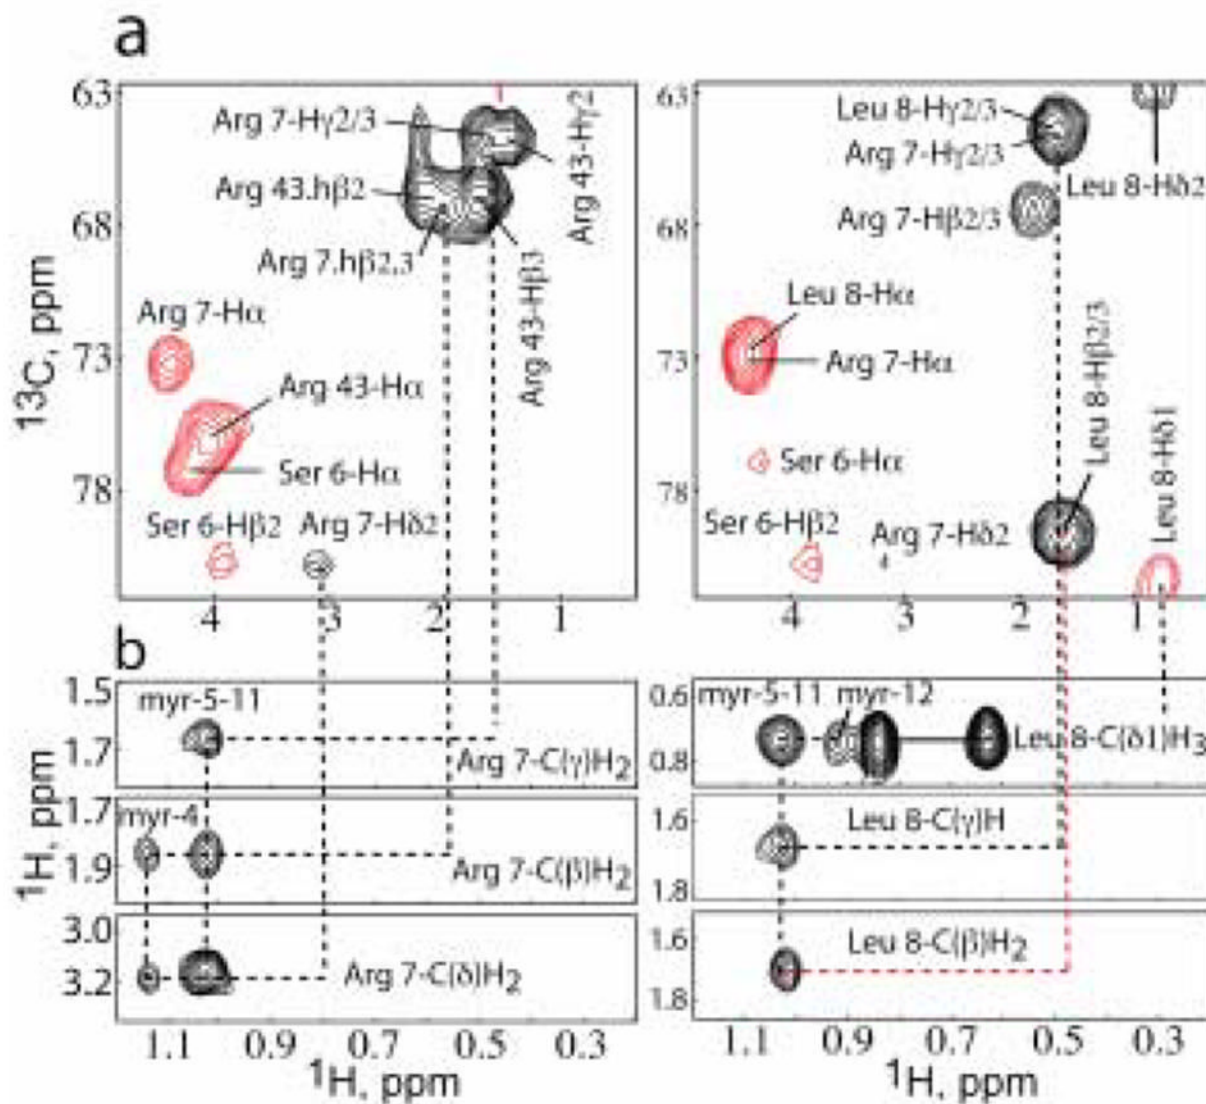 a
63
68
73
78
13C, ppm
Arg 7-Hγ2/3
Arg 43-Hγ2
Arg 43.hβ2
Arg 7.hβ2,3
Arg 43-Hβ3
Arg 7-Hα
Arg 43-Hα
Ser 6-Hα
Ser 6-Hβ2
Arg 7-Hδ2
4
3
2
1
63
68
73
78
Leu 8-Hγ2/3
Arg 7-Hγ2/3
Leu 8-Hδ2
Arg 7-Hβ2/3
Leu 8-Hα
Arg 7-Hα
Leu 8-Hβ2/3
Leu 8-Hδ1
Ser 6-Hα
Ser 6-Hβ2
Arg 7-Hδ2
4
3
2
1
b
1H, ppm
1.5
1.7
myr-5-11
Arg 7-C(γ)H2
1.7
1.9
myr-4
Arg 7-C(β)H2
3.0
3.2
Arg 7-C(δ)H2
1.1
0.9
0.7
0.5
0.3
1H, ppm
0.6
0.8
myr-5-11
myr-12
Leu 8-C(δ1)H3
1.6
1.8
Leu 8-C(γ)H
1.6
1.8
Leu 8-C(β)H2
1.1
0.9
0.7
0.5
0.3
1H, ppm